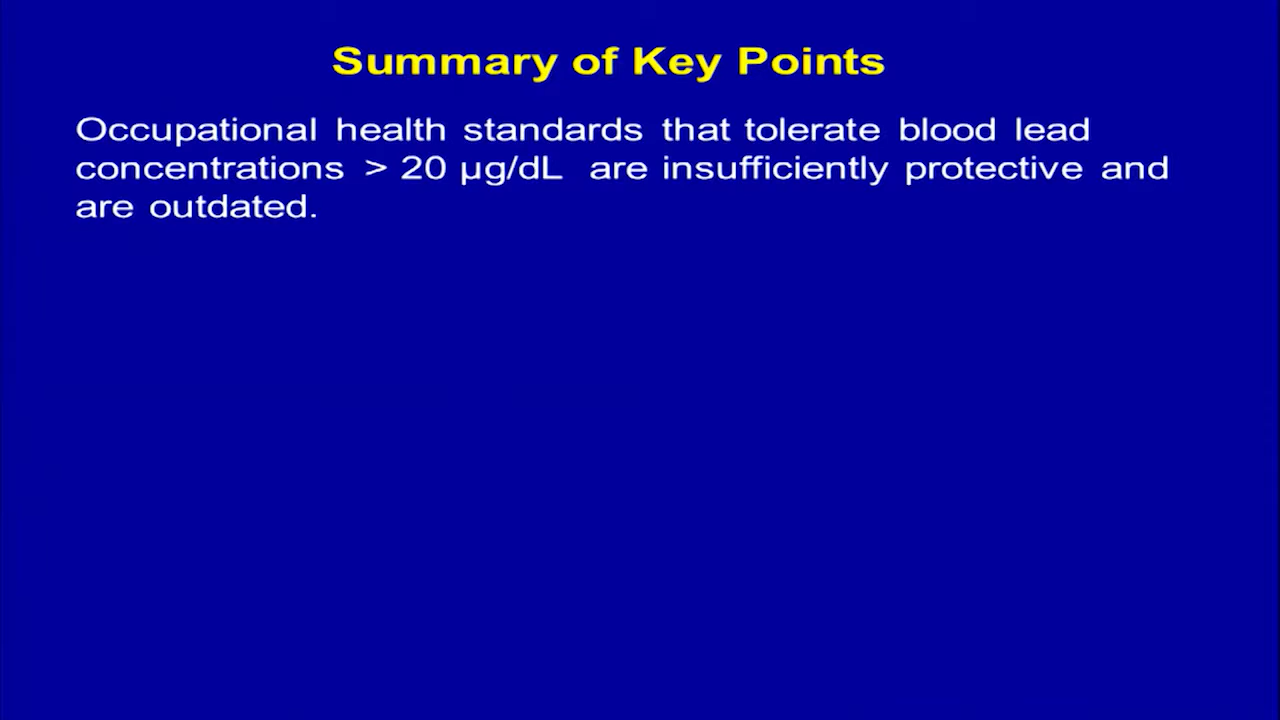 Summary of Key Points
Occupational health standards that tolerate blood lead
concentrations > 20 µg/dL are insufficiently protective and
are outdated.